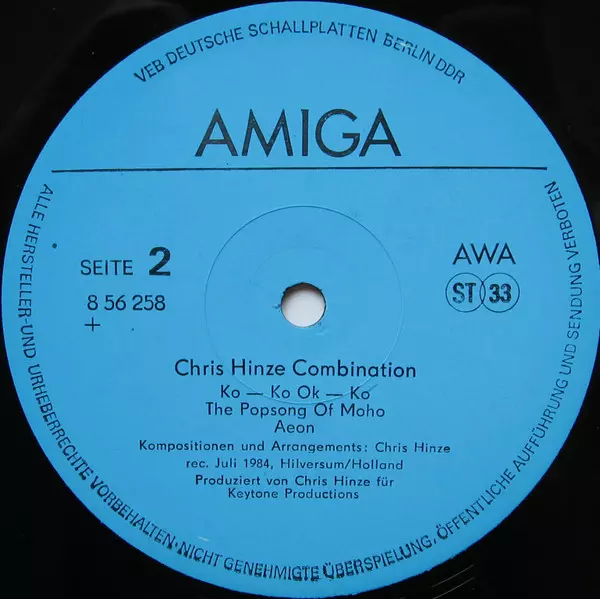 VEB DEUTSCHE SCHALLPLATTEN BERLIN DDR
AMIGA
SEITE 2
8 56 258
+
AWA
ST 33
Chris Hinze Combination
Ko — Ko Ok — Ko
The Popsong Of Moho
Aeon
Kompositionen und Arrangements: Chris Hinze
rec. Juli 1984, Hilversum/Holland
Produziert von Chris Hinze für
Keytone Productions
ALLE HERSTELLER-UND URHEBERRECHTE VORBEHALTEN·NICHT GENEHMIGTE ÜBERSPIELUNG, ÖFFENTLICHE AUFFÜHRUNG UND SENDUNG VERBOTEN